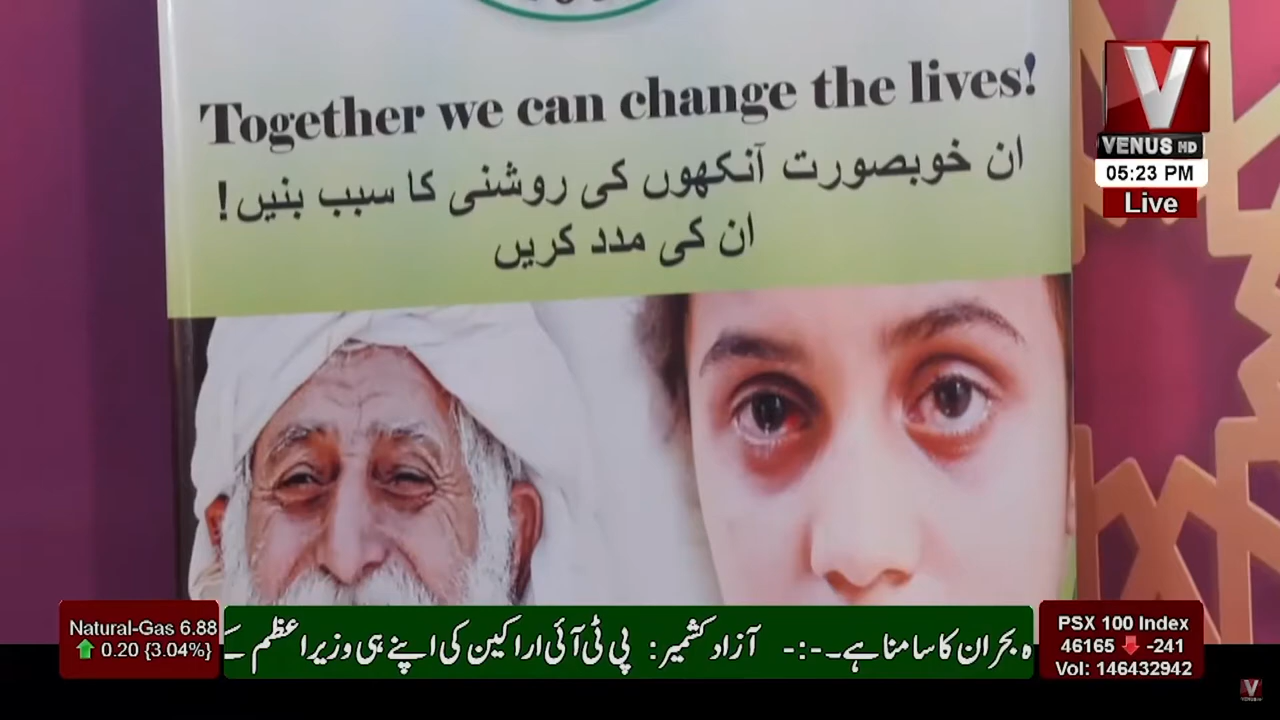 Together we can change the lives!
ان خوبصورت آنکھوں کی روشنی کا سبب بنیں!
ان کی مدد کریں
V
VENUS HD
05:23 PM
Live
Natural-Gas 6.88
0.20 {3.04%}
ہ بحران کا سامنا ہے۔ -:- آزاد کشمیر: پی ٹی آئی اراکین کی اپنے ہی وزیراعظم کے
PSX 100 Index
46165 -241
Vol: 146432942
V
VENUS